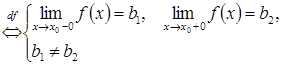 df
⇔ { lim_{x→x₀−0} f(x) = b₁,   lim_{x→x₀+0} f(x) = b₂,
b₁ ≠ b₂